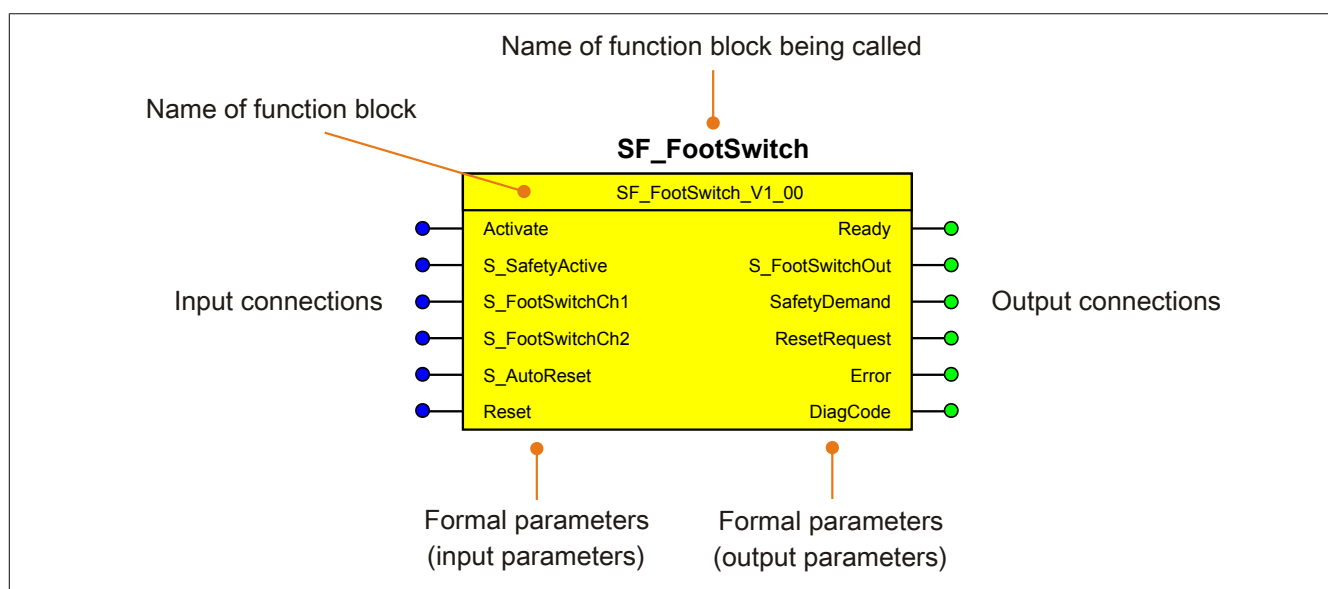 Name of function block being called
Name of function block
SF_FootSwitch
SF_FootSwitch_V1_00
Activate
Ready
S_SafetyActive
S_FootSwitchOut
Input connections
S_FootSwitchCh1
SafetyDemand
Output connections
S_FootSwitchCh2
ResetRequest
S_AutoReset
Error
Reset
DiagCode
Formal parameters
(input parameters)
Formal parameters
(output parameters)